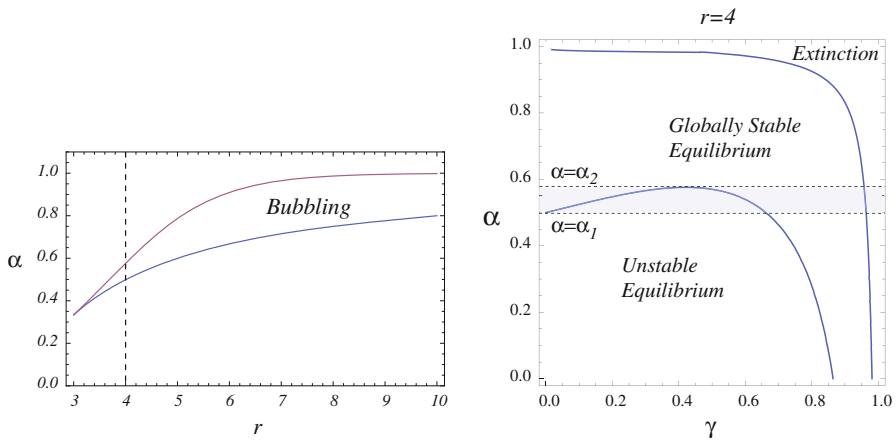 1.0
0.8
0.6
0.4
0.2
0.0
α
Bubbling
3 4 5 6 7 8 9 10
r
r=4
1.0
0.8
0.6
0.4
0.2
0.0
α
Extinction
Globally Stable
Equilibrium
α=α2
α=α1
Unstable
Equilibrium
0.0 0.2 0.4 0.6 0.8 1.0
γ